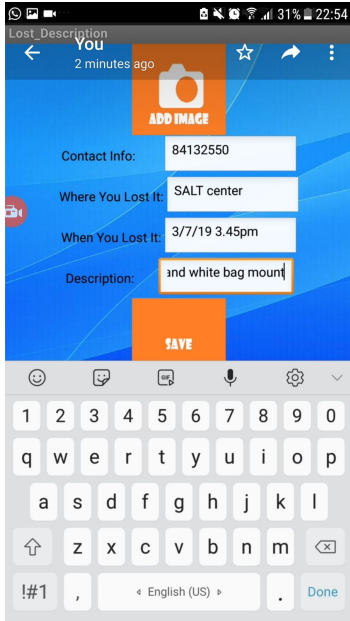 31% 22:54
Lost_Description
You
2 minutes ago
ADD IMAGE
Contact Info: 84132550
Where You Lost It: SALT center
When You Lost It: 3/7/19 3.45pm
Description: and white bag mount
SAVE
GIF
1 2 3 4 5 6 7 8 9 0
q w e r t y u i o p
a s d f g h j k l
z x c v b n m
!#1 , English (US) . Done